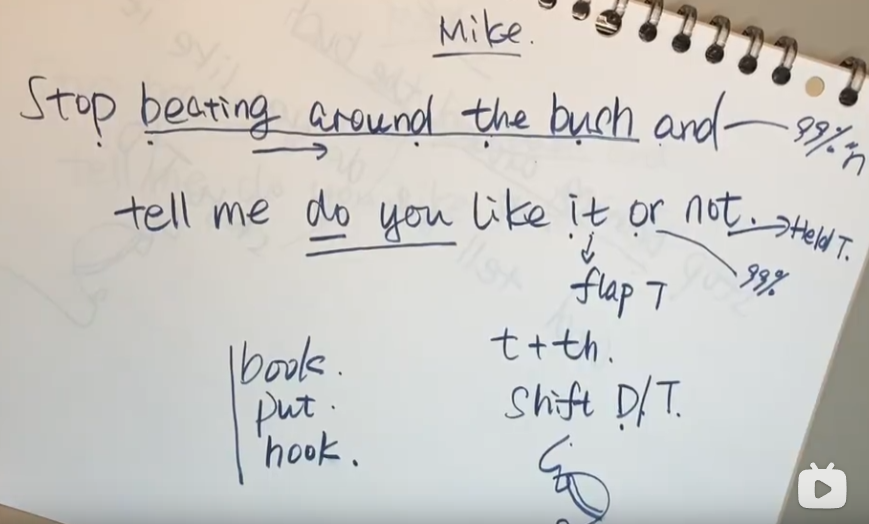 Mike.
Stop beating around the bush and — 99% "n
tell me do you like it or not. → Held T.
flap T
99%
t + th.
book.
Shift D/T.
put.
hook.